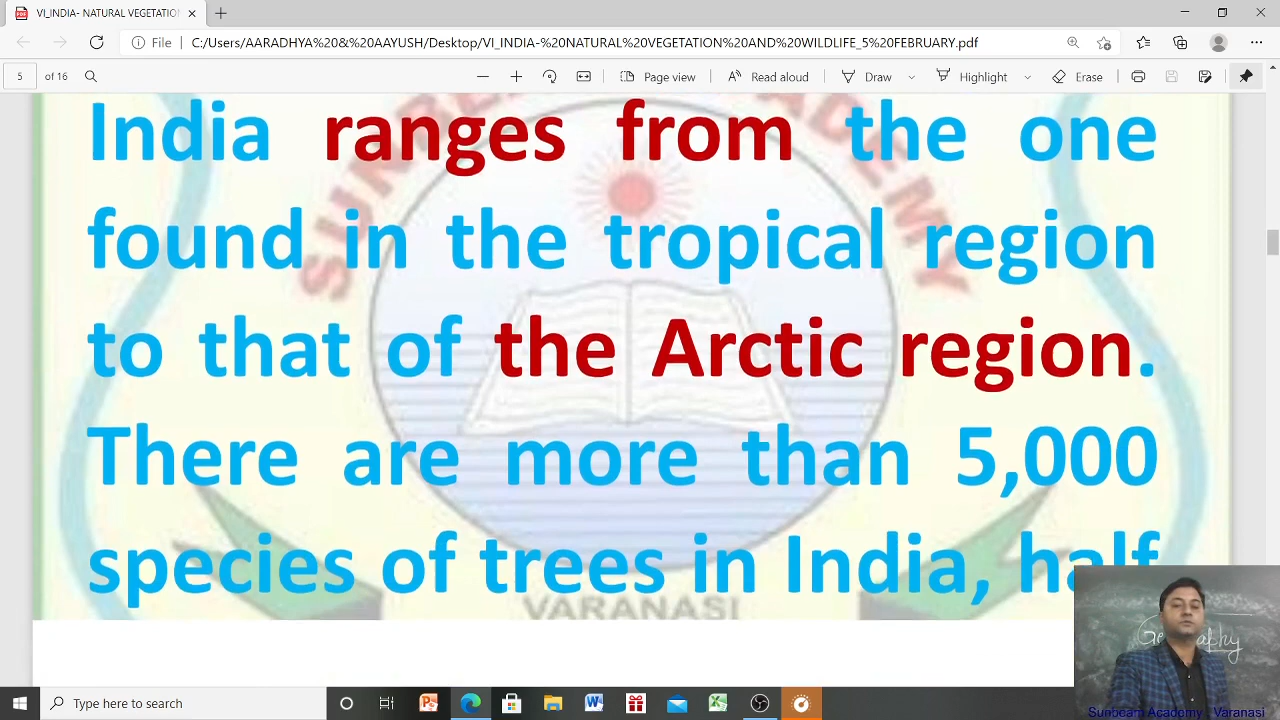 VI_INDIA- NATURAL VEGETATION
File C:/Users/AARADHYA%20&%20AAYUSH/Desktop/VI_INDIA-%20NATURAL%20VEGETATION%20AND%20WILDLIFE_5%20FEBRUARY.pdf
5 of 16 Page view Read aloud Draw Highlight Erase
India ranges from the one
found in the tropical region
to that of the Arctic region.
There are more than 5,000
species of trees in India, half
ACADEMY
VARANASI
Geography
Sunbeam Academy, Varanasi
Type here to search